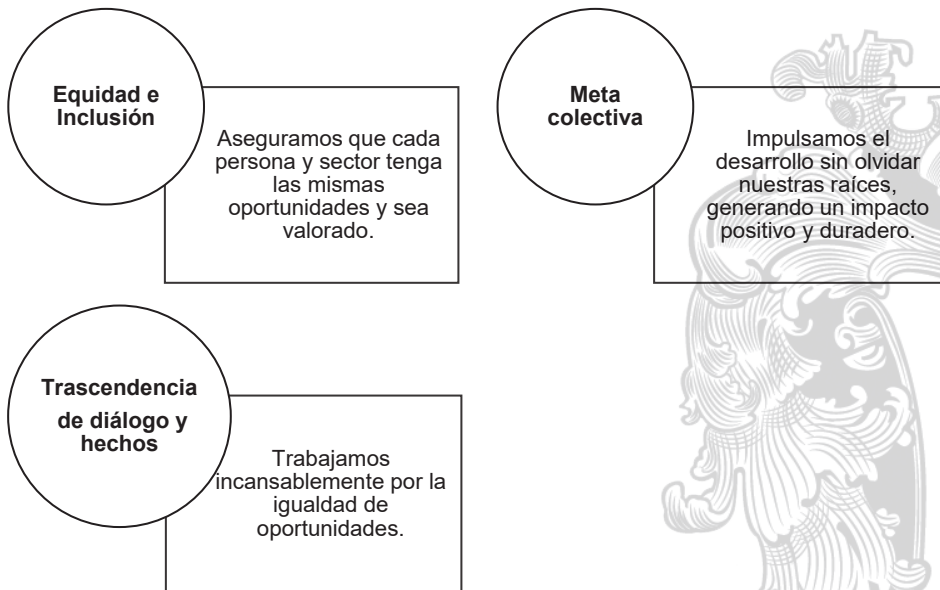 Equidad e
Inclusión
Aseguramos que cada
persona y sector tenga
las mismas
oportunidades y sea
valorado.
Meta
colectiva
Impulsamos el
desarrollo sin olvidar
nuestras raíces,
generando un impacto
positivo y duradero.
Trascendencia
de diálogo y
hechos
Trabajamos
incansablemente por la
igualdad de
oportunidades.